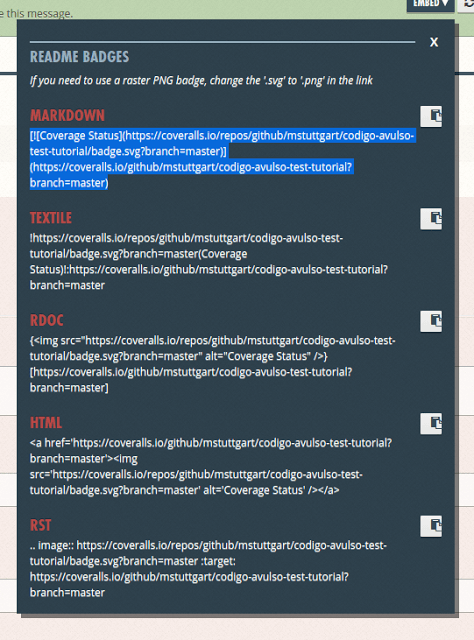 e this message.
EMBED ▼
X
README BADGES
If you need to use a raster PNG badge, change the '.svg' to '.png' in the link
MARKDOWN
[![Coverage Status](https://coveralls.io/repos/github/mstuttgart/codigo-avulso-
test-tutorial/badge.svg?branch=master)]
(https://coveralls.io/github/mstuttgart/codigo-avulso-test-tutorial?
branch=master)
TEXTILE
!https://coveralls.io/repos/github/mstuttgart/codigo-avulso-test-
tutorial/badge.svg?branch=master(Coverage
Status)!:https://coveralls.io/github/mstuttgart/codigo-avulso-test-tutorial?
branch=master
RDOC
{<img src="https://coveralls.io/repos/github/mstuttgart/codigo-avulso-test-
tutorial/badge.svg?branch=master" alt="Coverage Status" />}
[https://coveralls.io/github/mstuttgart/codigo-avulso-test-tutorial?
branch=master]
HTML
<a href='https://coveralls.io/github/mstuttgart/codigo-avulso-test-tutorial?
branch=master'><img
src='https://coveralls.io/repos/github/mstuttgart/codigo-avulso-test-
tutorial/badge.svg?branch=master' alt='Coverage Status' /></a>
RST
.. image:: https://coveralls.io/repos/github/mstuttgart/codigo-avulso-test-
tutorial/badge.svg?branch=master :target:
https://coveralls.io/github/mstuttgart/codigo-avulso-test-tutorial?
branch=master